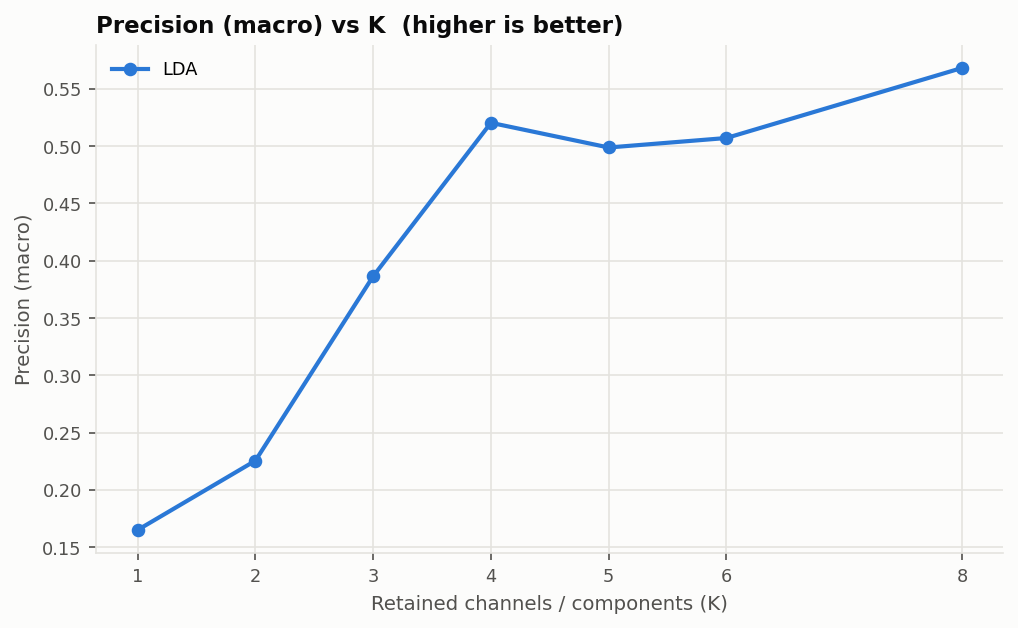 Precision (macro) vs K  (higher is better)
LDA
0.55
0.50
0.45
0.40
0.35
0.30
0.25
0.20
0.15
Precision (macro)
1 2 3 4 5 6 8
Retained channels / components (K)